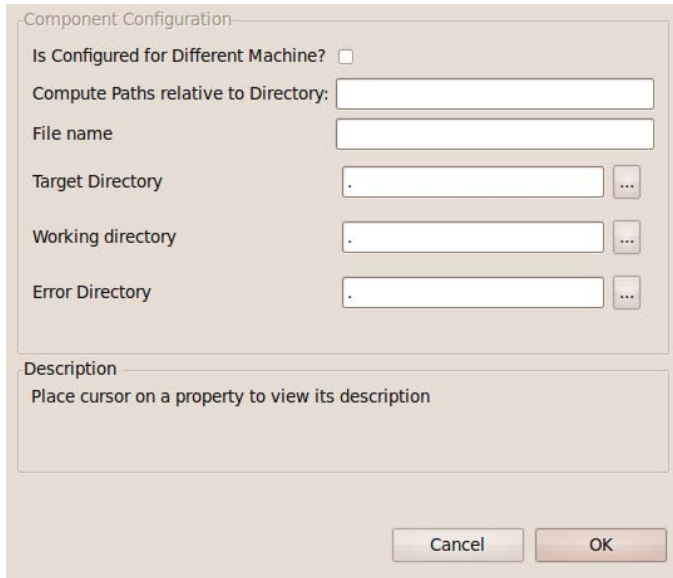 Component Configuration
Is Configured for Different Machine?
Compute Paths relative to Directory:
File name
Target Directory . ...
Working directory . ...
Error Directory . ...
Description
Place cursor on a property to view its description
Cancel OK